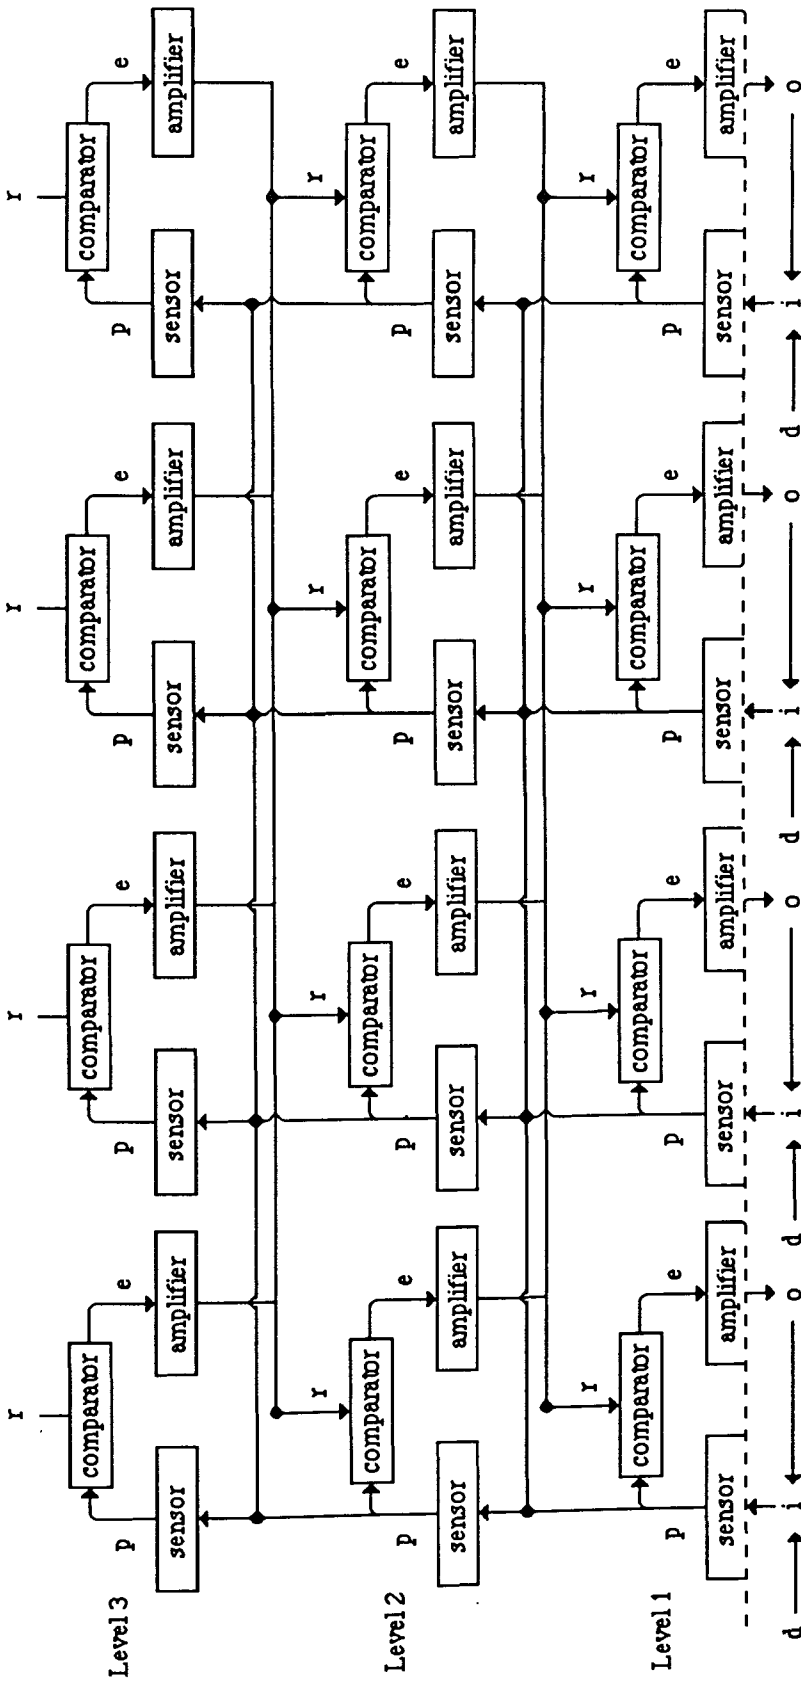 r r r r
comparator e comparator e comparator e comparator e
p p p p
sensor amplifier sensor amplifier sensor amplifier sensor amplifier
Level 3
r r r r
comparator e comparator e comparator e comparator e
p p p p
sensor amplifier sensor amplifier sensor amplifier sensor amplifier
Level 2
r r r r
comparator e comparator e comparator e comparator e
p p p p
sensor amplifier sensor amplifier sensor amplifier sensor amplifier
Level 1
d i o d i o d i o d i o